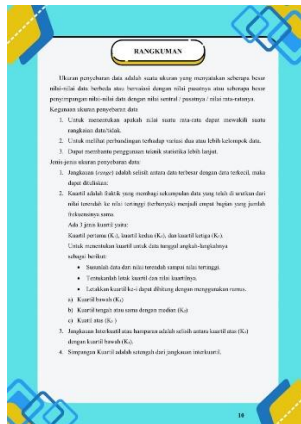 RANGKUMAN
Ukuran penyebaran data adalah suatu ukuran yang menyatakan seberapa besar
nilai-nilai data berbeda atau bervariasi dengan nilai pusatnya atau seberapa besar
penyimpangan nilai-nilai data dengan nilai sentral / pusatnya / nilai rata-ratanya.
Kegunaan ukuran penyebaran data
1. Untuk menentukan apakah nilai suatu rata-rata dapat mewakili suatu
rangkaian data/tidak.
2. Untuk melihat perbandingan terhadap variasi dua atau lebih kelompok data.
3. Dapat membantu penggunaan teknik statistika lebih lanjut.
Jenis-jenis ukuran penyebaran data:
1. Jangkauan (range) adalah selisih antara data terbesar dengan data terkecil, maka
dapat dituliskan:
2. Kuartil adalah fraktik yang membagi sekumpulan data yang telah di urutkan dari
nilai terendah ke nilai tertinggi (terbanyak) menjadi empat bagian yang jumlah
frekuensinya sama.
Ada 3 jenis kuartil yaitu:
Kuartil pertama (K₁), kuartil kedua (K₂), dan kuartil ketiga (K₃).
Untuk menentukan kuartil untuk data tunggal angkah-langkahnya
sebagai berikut:
• Susunlah data dari nilai terendah sampai nilai tertinggi.
• Tentukanlah letak kuartil dan nilai kuartilnya.
• Letakkan kuartil ke-i dapat dihitung dengan menggunakan rumus.
a) Kuartil bawah (K₁)
b) Kuartil tengah atau sama dengan median (K₂)
c) Kuartil atas (K₃)
3. Jangkauan Interkuartil atau hamparan adalah selisih antara kuartil atas (K₃)
dengan kuartil bawah (K₁).
4. Simpangan Kuartil adalah setengah dari jangkauan interkuartil.
10